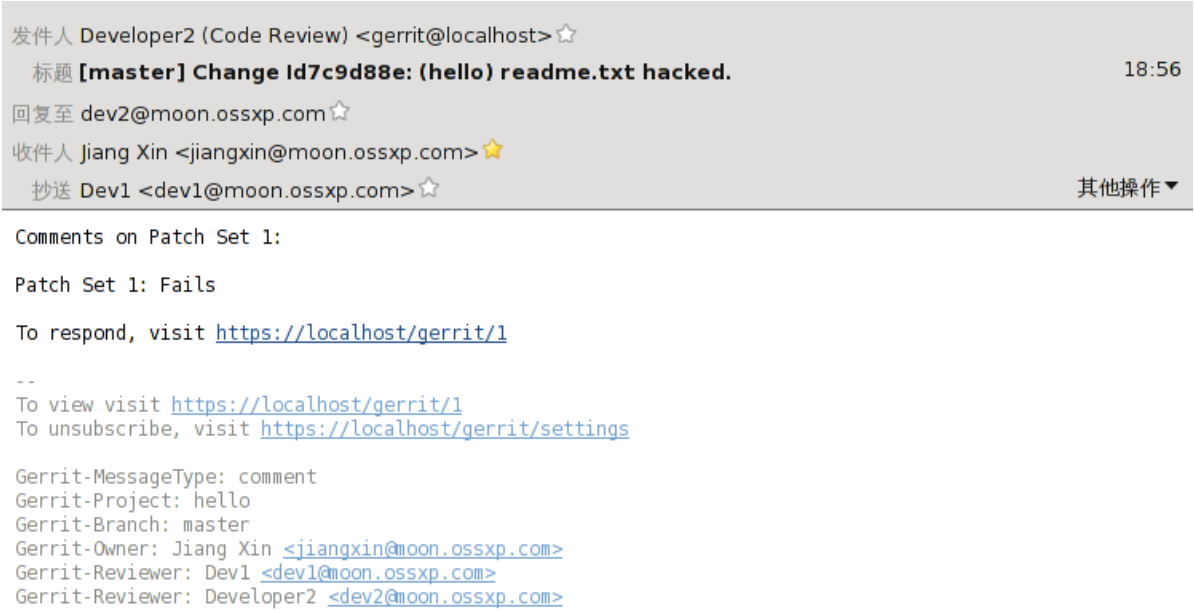 发件人 Developer2 (Code Review) <gerrit@localhost>
标题 [master] Change Id7c9d88e: (hello) readme.txt hacked. 18:56
回复至 dev2@moon.ossxp.com
收件人 Jiang Xin <jiangxin@moon.ossxp.com>
抄送 Dev1 <dev1@moon.ossxp.com> 其他操作
Comments on Patch Set 1:
Patch Set 1: Fails
To respond, visit https://localhost/gerrit/1
--
To view visit https://localhost/gerrit/1
To unsubscribe, visit https://localhost/gerrit/settings
Gerrit-MessageType: comment
Gerrit-Project: hello
Gerrit-Branch: master
Gerrit-Owner: Jiang Xin <jiangxin@moon.ossxp.com>
Gerrit-Reviewer: Dev1 <dev1@moon.ossxp.com>
Gerrit-Reviewer: Developer2 <dev2@moon.ossxp.com>